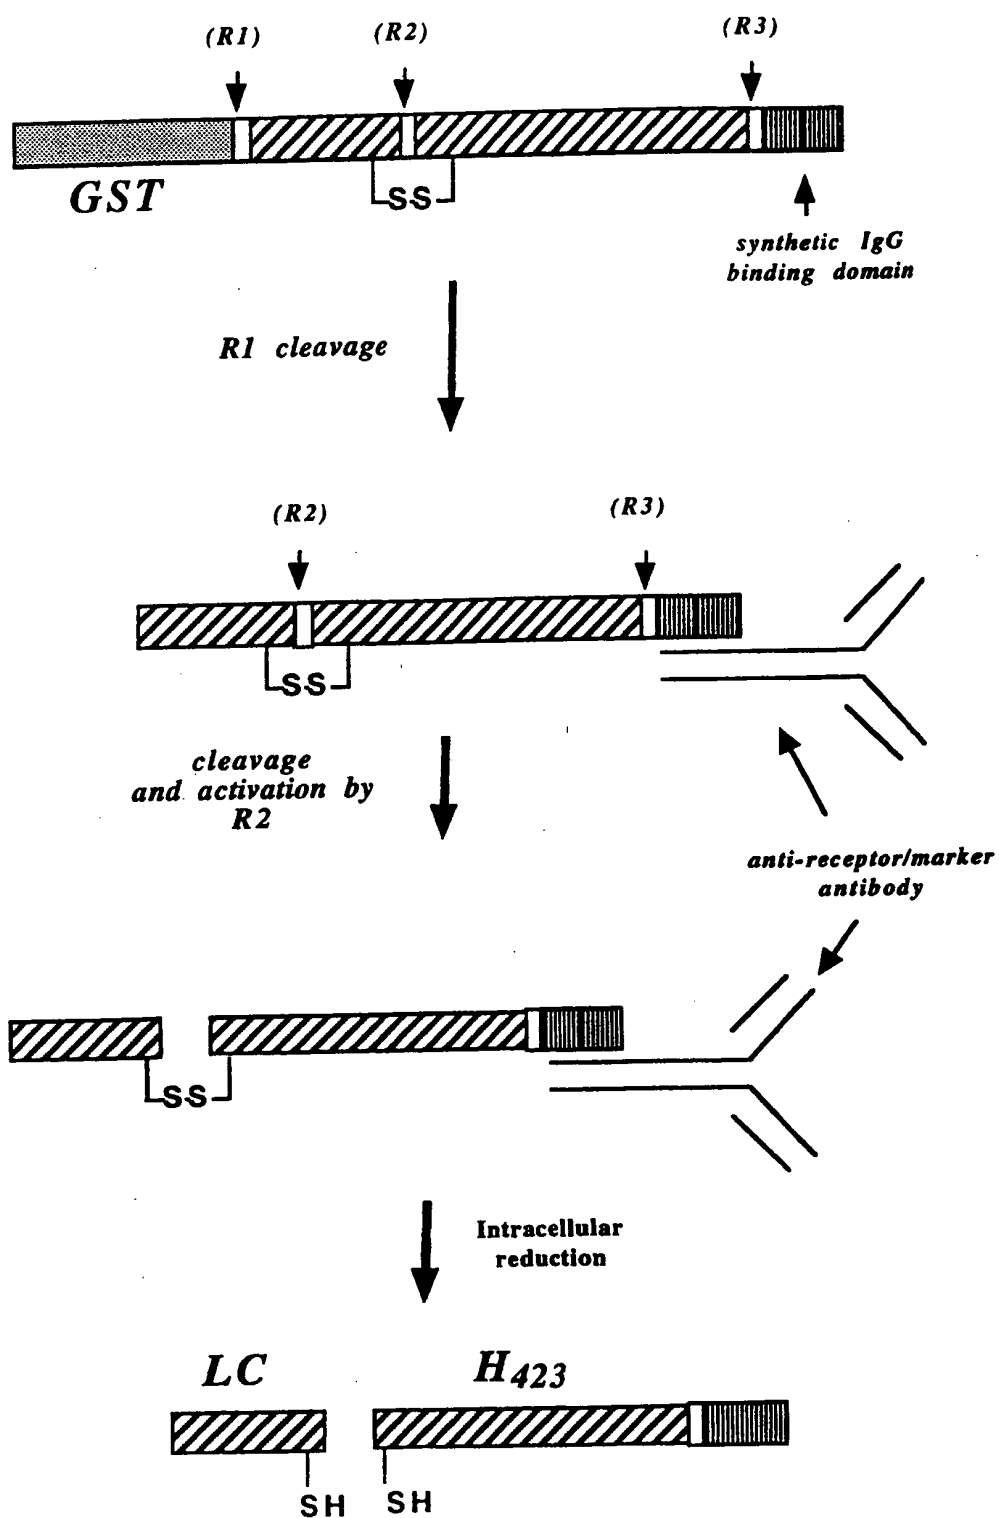 (R1) (R2) (R3)
GST
SS
synthetic IgG
binding domain
R1 cleavage
(R2) (R3)
SS
cleavage
and activation by
R2
anti-receptor/marker
antibody
SS
Intracellular
reduction
LC H423
SH SH